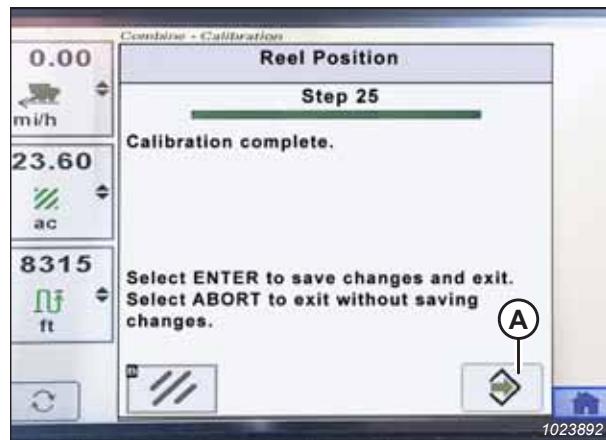 Combine - Calibration
Reel Position
Step 25
Calibration complete.
Select ENTER to save changes and exit.
Select ABORT to exit without saving
changes.
0.00
mi/h
23.60
ac
8315
ft
A
1023892